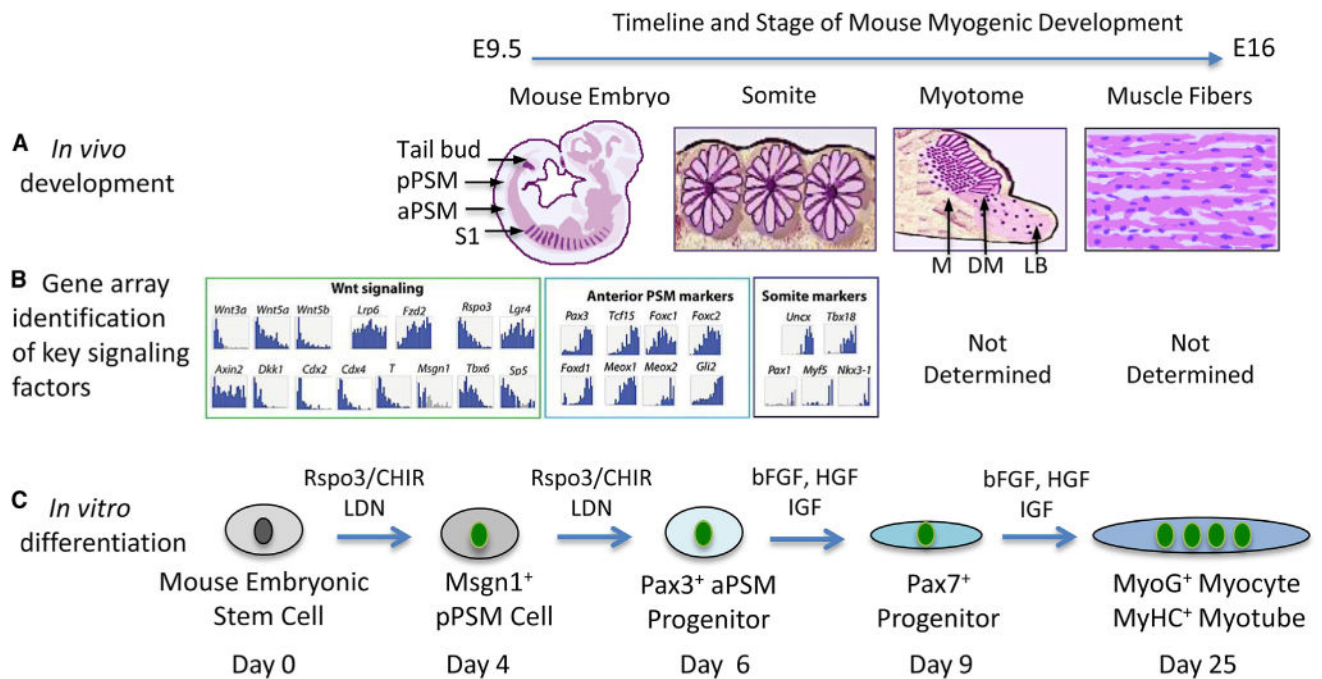 Timeline and Stage of Mouse Myogenic Development
E9.5
E16
Mouse Embryo
Somite
Myotome
Muscle Fibers
A In vivo
development
Tail bud
pPSM
aPSM
S1
M DM LB
B Gene array
identification
of key signaling
factors
Wnt signaling
Wnt3a Wnt5a Wnt5b Lrp6 Fzd2 Rspo3 Lgr4
Axin2 Dkk1 Cdx2 Cdx4 T Msgn1 Tbx6 Sp5
Anterior PSM markers
Pax3 Tcf15 Foxc1 Foxc2
Foxd1 Meox1 Meox2 Gli2
Somite markers
Uncx Tbx18
Pax1 Myf5 Nkx3-1
Not
Determined
Not
Determined
C In vitro
differentiation
Rspo3/CHIR
LDN
Rspo3/CHIR
LDN
bFGF, HGF
IGF
bFGF, HGF
IGF
Mouse Embryonic
Stem Cell
Day 0
Msgn1⁺
pPSM Cell
Day 4
Pax3⁺ aPSM
Progenitor
Day 6
Pax7⁺
Progenitor
Day 9
MyoG⁺ Myocyte
MyHC⁺ Myotube
Day 25